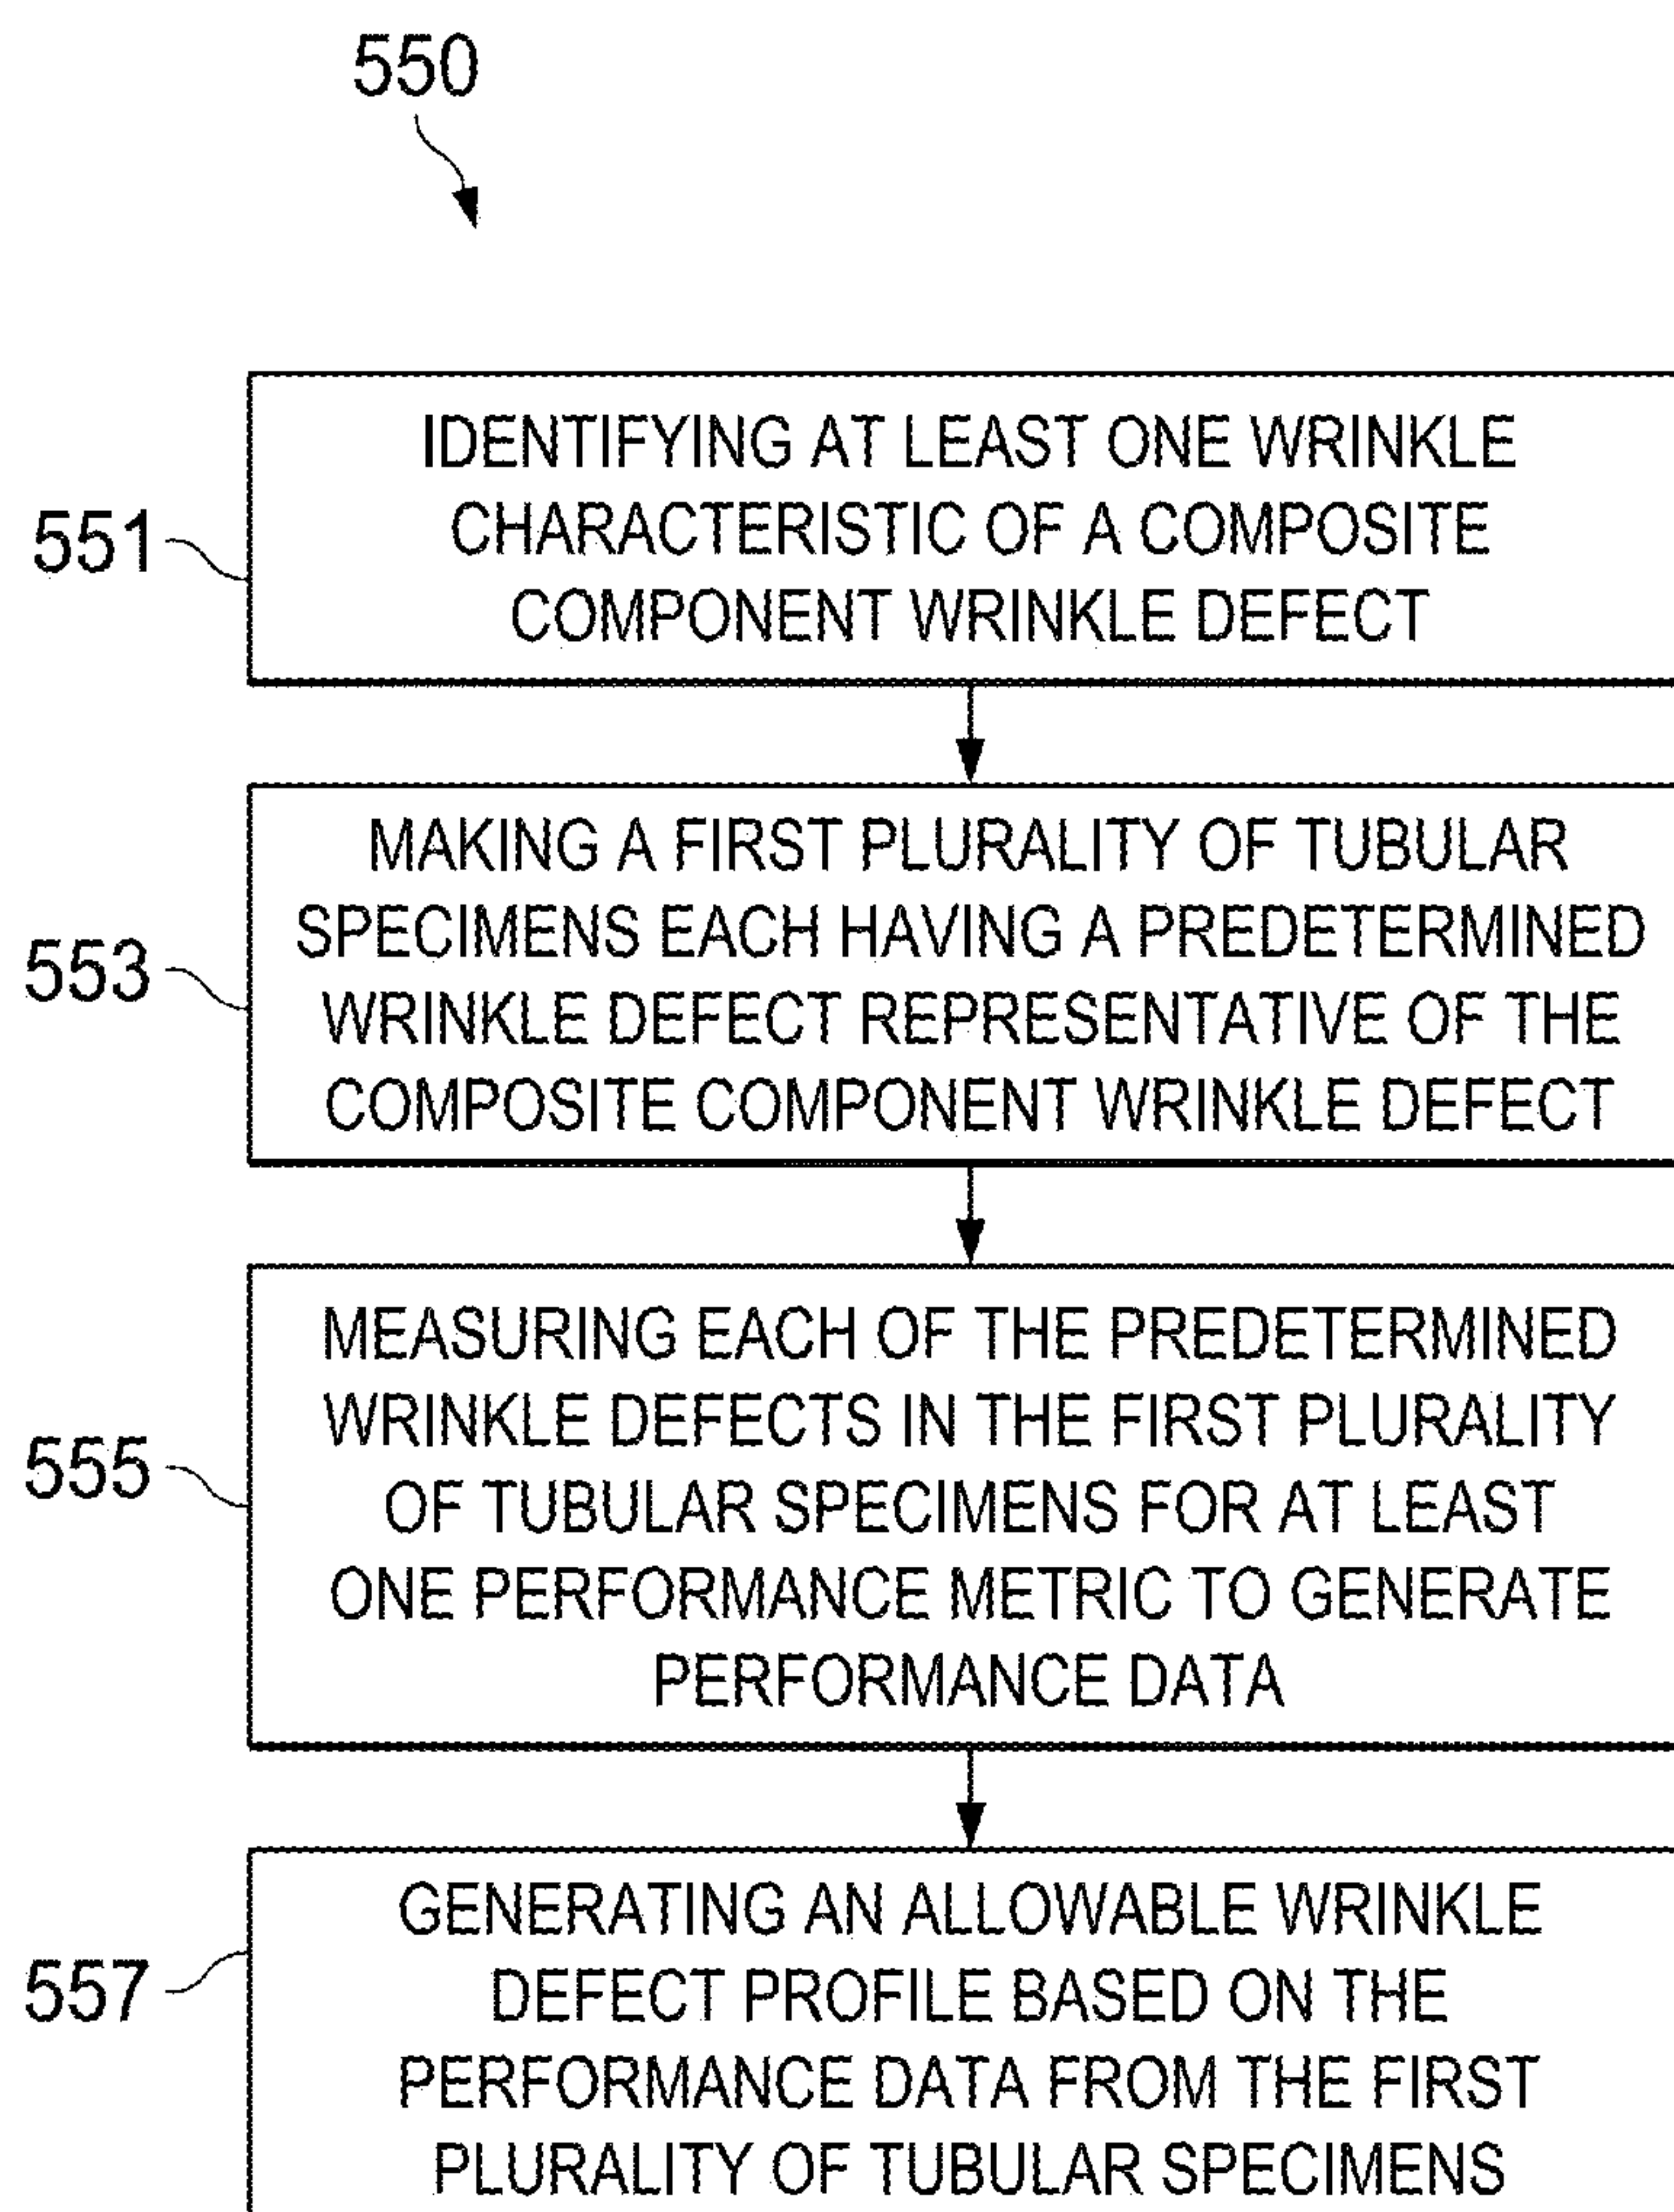 550
551
IDENTIFYING AT LEAST ONE WRINKLE
CHARACTERISTIC OF A COMPOSITE
COMPONENT WRINKLE DEFECT
553
MAKING A FIRST PLURALITY OF TUBULAR
SPECIMENS EACH HAVING A PREDETERMINED
WRINKLE DEFECT REPRESENTATIVE OF THE
COMPOSITE COMPONENT WRINKLE DEFECT
555
MEASURING EACH OF THE PREDETERMINED
WRINKLE DEFECTS IN THE FIRST PLURALITY
OF TUBULAR SPECIMENS FOR AT LEAST
ONE PERFORMANCE METRIC TO GENERATE
PERFORMANCE DATA
557
GENERATING AN ALLOWABLE WRINKLE
DEFECT PROFILE BASED ON THE
PERFORMANCE DATA FROM THE FIRST
PLURALITY OF TUBULAR SPECIMENS